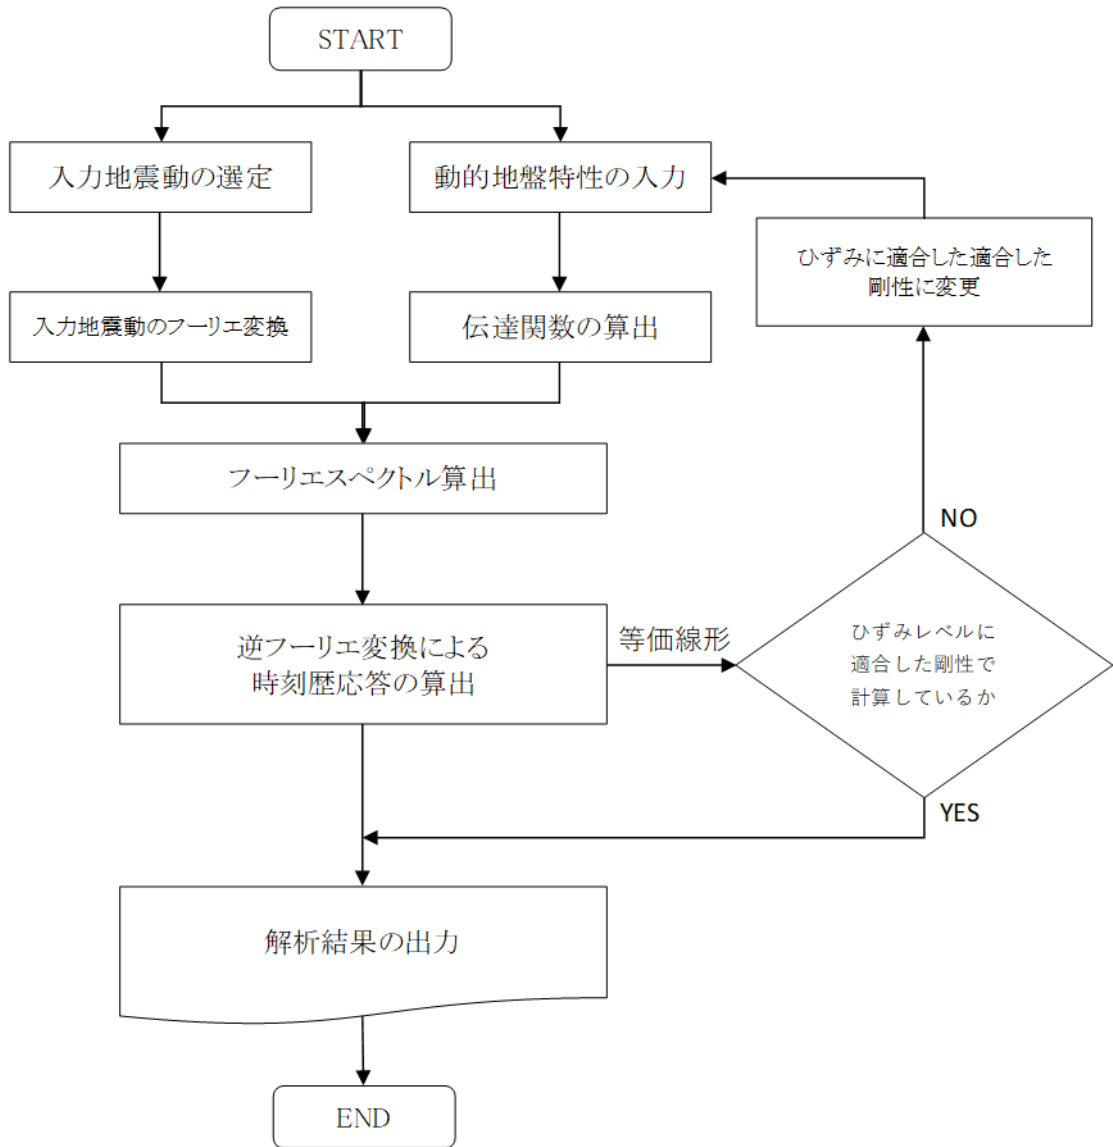 START
入力地震動の選定
動的地盤特性の入力
ひずみに適合した適合した
剛性に変更
入力地震動のフーリエ変換
伝達関数の算出
フーリエスペクトル算出
NO
逆フーリエ変換による
時刻歴応答の算出
等価線形
ひずみレベルに
適合した剛性で
計算しているか
YES
解析結果の出力
END